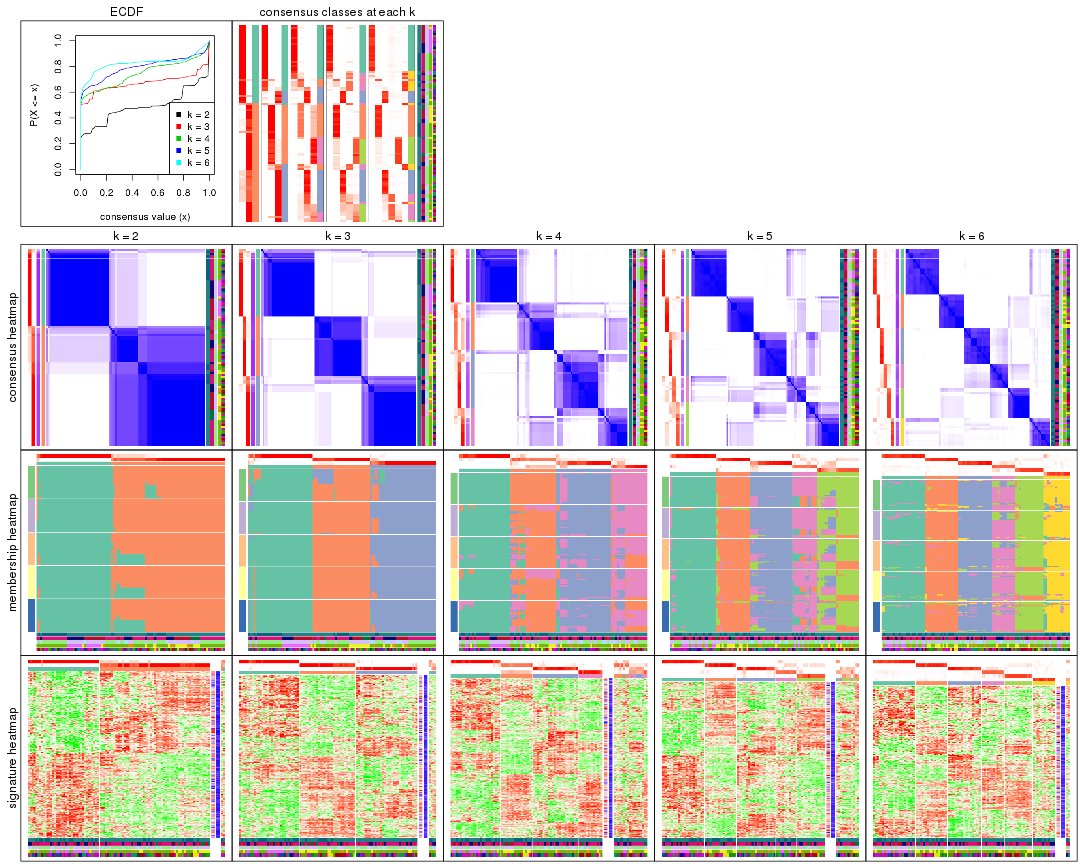 ECDF
consensus classes at each k
P(X <= x)
0.0 0.2 0.4 0.6 0.8 1.0
k = 2
k = 3
k = 4
k = 5
k = 6
0.0 0.2 0.4 0.6 0.8 1.0
consensus value (x)
k = 2
k = 3
k = 4
k = 5
k = 6
consensus heatmap
membership heatmap
signature heatmap